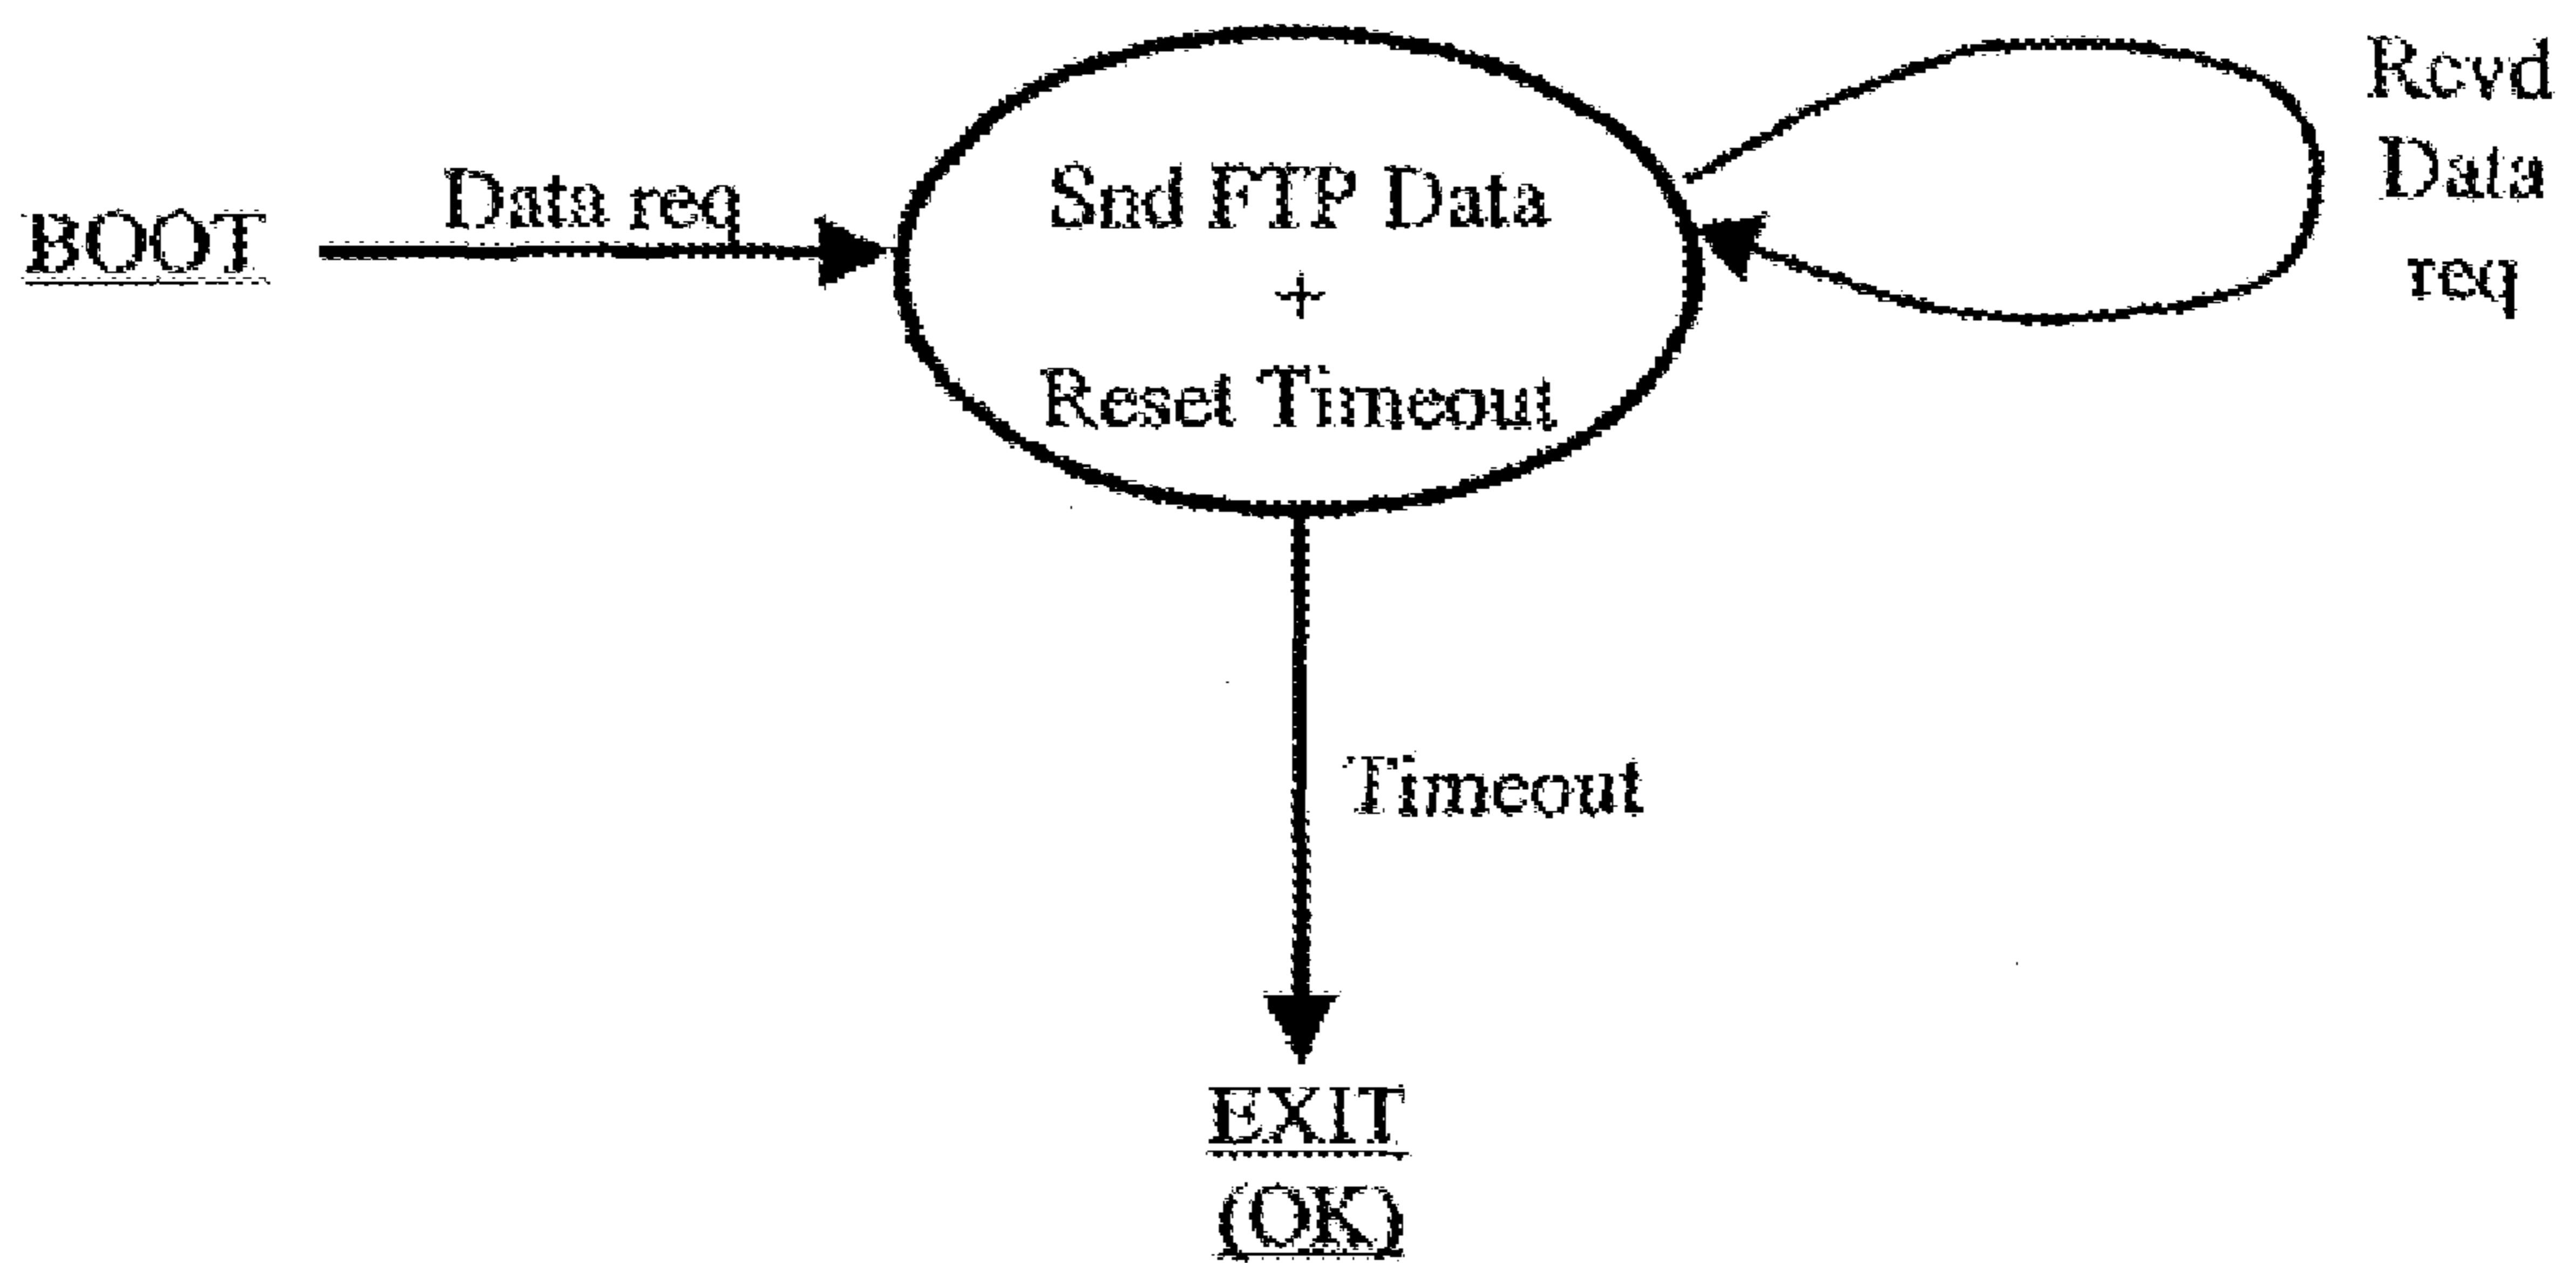 BOOT
Data req
Snd FTP Data
+
Reset Timeout
Rcvd
Data
req
Timeout
EXIT
(OK)